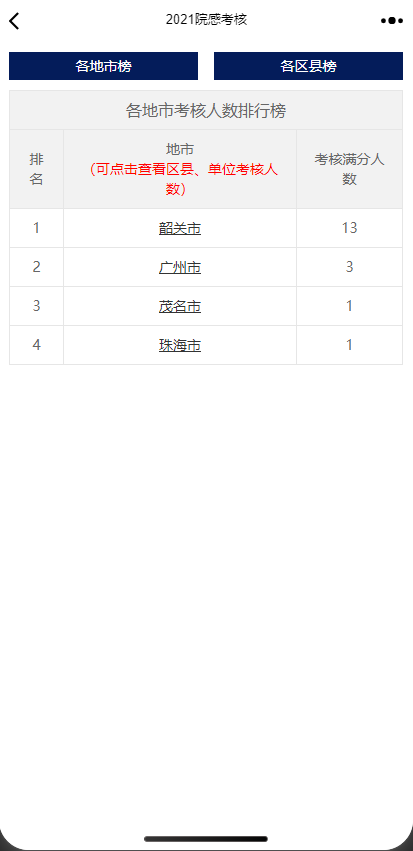 2021院感考核
各地市榜 各区县榜
各地市考核人数排行榜
排名
地市
（可点击查看区县、单位考核人
数）
考核满分人
数
1 韶关市 13
2 广州市 3
3 茂名市 1
4 珠海市 1